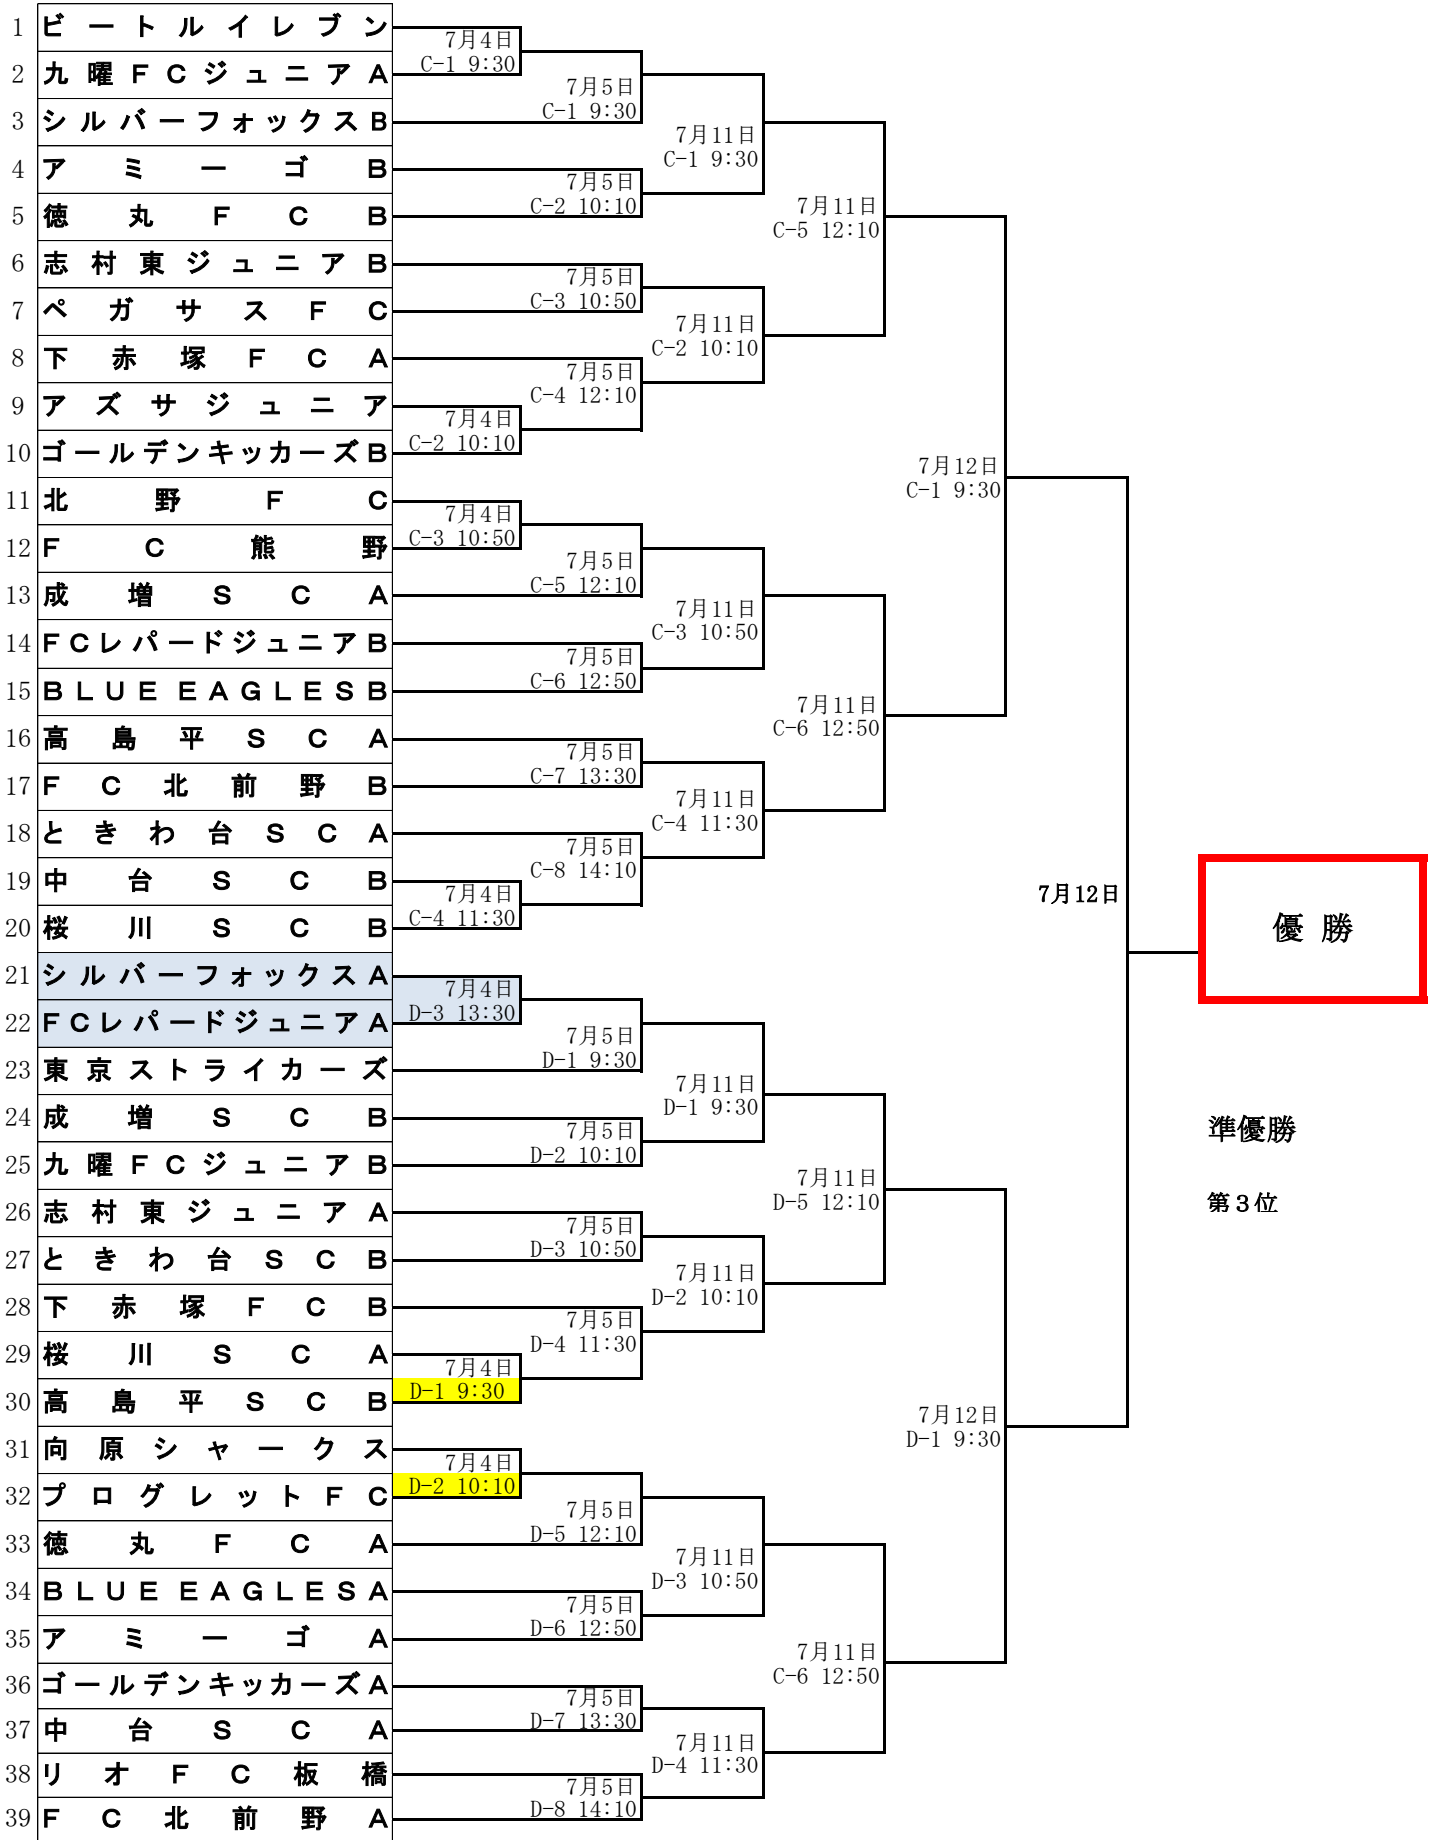 1 ビートルイレブン
7月4日
C-1 9:30
2 九曜ＦＣジュニアＡ
7月5日
C-1 9:30
3 シルバーフォックスＢ
7月11日
C-1 9:30
4 アミーゴＢ
7月5日
C-2 10:10
5 徳丸ＦＣＢ
7月11日
C-5 12:10
6 志村東ジュニアＢ
7月5日
C-3 10:50
7 ペガサスＦＣ
7月11日
C-2 10:10
8 下赤塚ＦＣＡ
7月5日
C-4 12:10
9 アズサジュニア
7月4日
C-2 10:10
10 ゴールデンキッカーズＢ
7月12日
C-1 9:30
11 北野ＦＣ
7月4日
C-3 10:50
12 ＦＣ熊野
7月5日
C-5 12:10
13 成増ＳＣＡ
7月11日
C-3 10:50
14 ＦＣレパードジュニアＢ
7月5日
C-6 12:50
15 ＢＬＵＥ ＥＡＧＬＥＳＢ
7月11日
C-6 12:50
16 高島平ＳＣＡ
7月5日
C-7 13:30
17 ＦＣ北前野Ｂ
7月11日
C-4 11:30
18 ときわ台ＳＣＡ
7月5日
C-8 14:10
19 中台ＳＣＢ
7月4日
C-4 11:30
7月12日
20 桜川ＳＣＢ
優 勝
21 シルバーフォックスＡ
7月4日
D-3 13:30
22 ＦＣレパードジュニアＡ
7月5日
D-1 9:30
23 東京ストライカーズ
7月11日
D-1 9:30
24 成増ＳＣＢ
7月5日
D-2 10:10
準優勝
25 九曜ＦＣジュニアＢ
7月11日
D-5 12:10
第３位
26 志村東ジュニアＡ
7月5日
D-3 10:50
27 ときわ台ＳＣＢ
7月11日
D-2 10:10
28 下赤塚ＦＣＢ
7月5日
D-4 11:30
29 桜川ＳＣＡ
7月4日
D-1 9:30
30 高島平ＳＣＢ
7月12日
D-1 9:30
31 向原シャークス
7月4日
D-2 10:10
32 プログレットＦＣ
7月5日
D-5 12:10
33 徳丸ＦＣＡ
7月11日
D-3 10:50
34 ＢＬＵＥ ＥＡＧＬＥＳＡ
7月5日
D-6 12:50
35 アミーゴＡ
7月11日
C-6 12:50
36 ゴールデンキッカーズＡ
7月5日
D-7 13:30
37 中台ＳＣＡ
7月11日
D-4 11:30
38 リオＦＣ板橋
7月5日
D-8 14:10
39 ＦＣ北前野Ａ